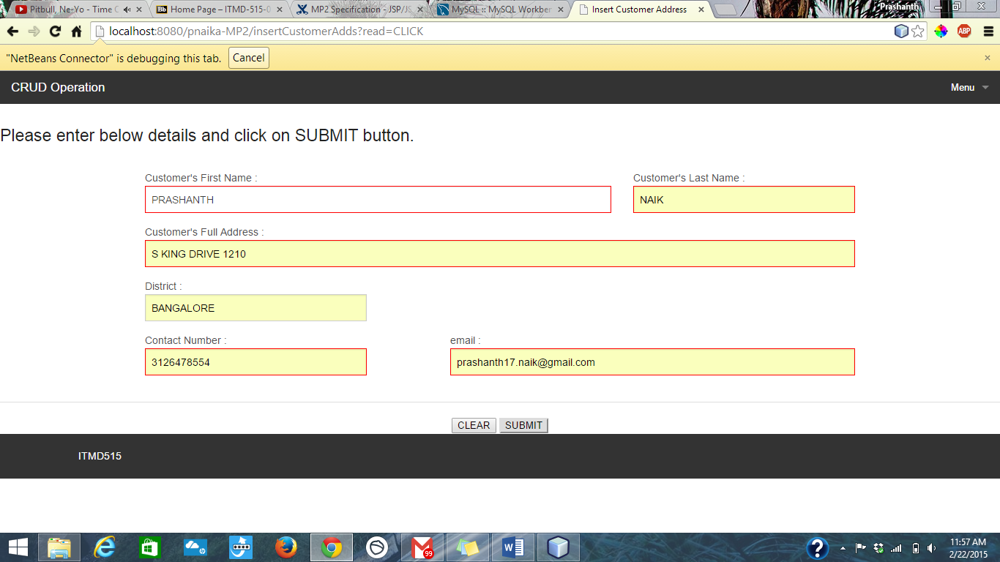 Pitbull, Ne-Yo - Time Home Page – ITMD-515-0 MP2 Specification - JSP/JS MySQL :: MySQL Workber Insert Customer Address Prashanth
localhost:8080/pnaika-MP2/insertCustomerAdds?read=CLICK ABP
"NetBeans Connector" is debugging this tab. Cancel
CRUD Operation Menu
Please enter below details and click on SUBMIT button.
Customer's First Name : Customer's Last Name :
PRASHANTH NAIK
Customer's Full Address :
S KING DRIVE 1210
District :
BANGALORE
Contact Number : email :
3126478554 prashanth17.naik@gmail.com
CLEAR SUBMIT
ITMD515
99
11:57 AM
2/22/2015